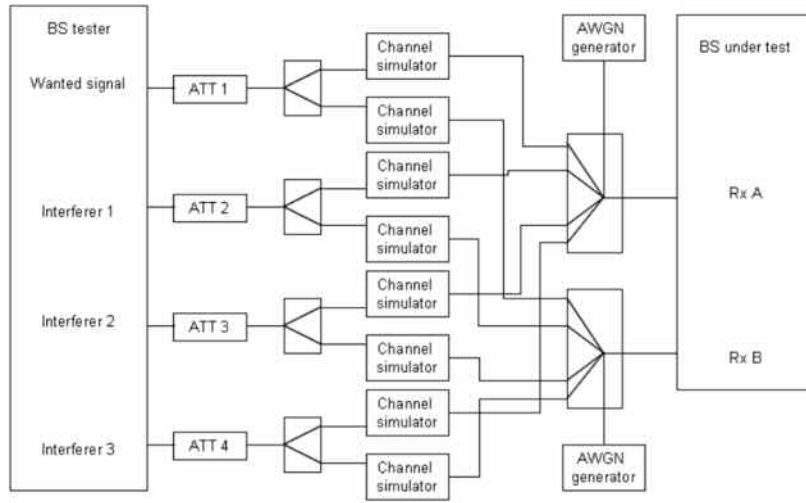 BS tester
Wanted signal
Interferer 1
Interferer 2
Interferer 3
ATT 1
ATT 2
ATT 3
ATT 4
Channel
simulator
Channel
simulator
Channel
simulator
Channel
simulator
Channel
simulator
Channel
simulator
Channel
simulator
Channel
simulator
AWGN
generator
AWGN
generator
BS under test
Rx A
Rx B